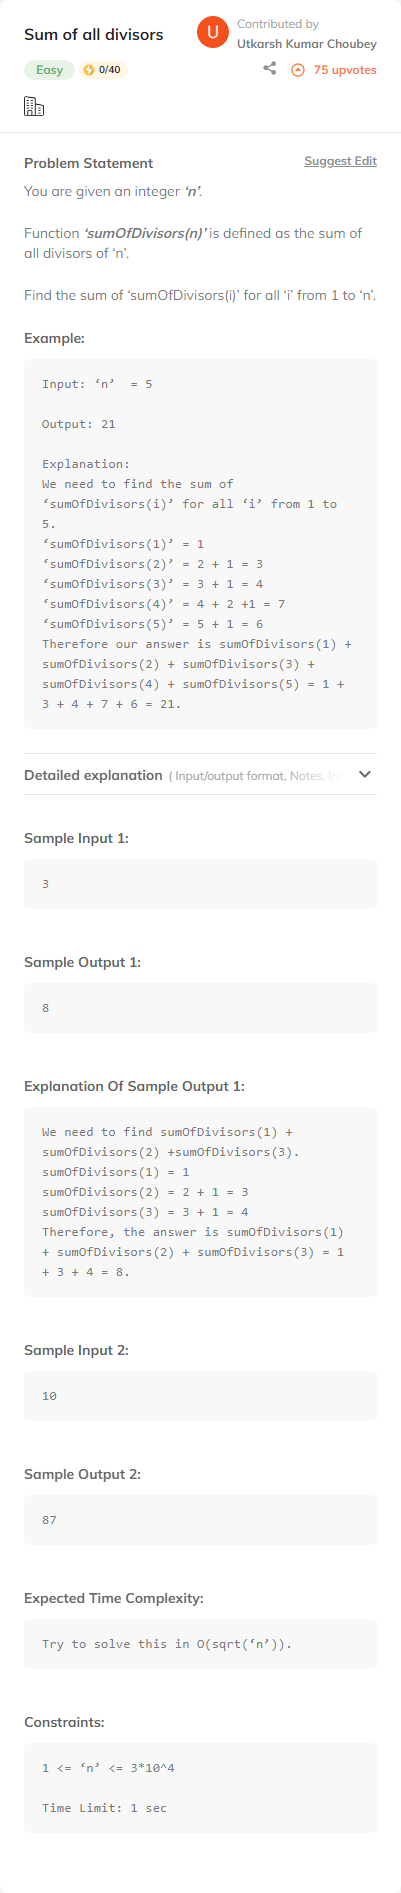 Sum of all divisors
U
Contributed by
Utkarsh Kumar Choubey
Easy
0/40
75 upvotes
Problem Statement
Suggest Edit
You are given an integer ‘n’.
Function ‘sumOfDivisors(n)’ is defined as the sum of
all divisors of ‘n’.
Find the sum of ‘sumOfDivisors(i)’ for all ‘i’ from 1 to ‘n’.
Example:
Input: ‘n’  = 5
Output: 21
Explanation:
We need to find the sum of
‘sumOfDivisors(i)’ for all ‘i’ from 1 to
5.
‘sumOfDivisors(1)’ = 1
‘sumOfDivisors(2)’ = 2 + 1 = 3
‘sumOfDivisors(3)’ = 3 + 1 = 4
‘sumOfDivisors(4)’ = 4 + 2 +1 = 7
‘sumOfDivisors(5)’ = 5 + 1 = 6
Therefore our answer is sumOfDivisors(1) +
sumOfDivisors(2) + sumOfDivisors(3) +
sumOfDivisors(4) + sumOfDivisors(5) = 1 +
3 + 4 + 7 + 6 = 21.
Detailed explanation ( Input/output format, Notes,
Sample Input 1:
3
Sample Output 1:
8
Explanation Of Sample Output 1:
We need to find sumOfDivisors(1) +
sumOfDivisors(2) +sumOfDivisors(3).
sumOfDivisors(1) = 1
sumOfDivisors(2) = 2 + 1 = 3
sumOfDivisors(3) = 3 + 1 = 4
Therefore, the answer is sumOfDivisors(1)
+ sumOfDivisors(2) + sumOfDivisors(3) = 1
+ 3 + 4 = 8.
Sample Input 2:
10
Sample Output 2:
87
Expected Time Complexity:
Try to solve this in O(sqrt(‘n’)).
Constraints:
1 <= ‘n’ <= 3*10^4
Time Limit: 1 sec